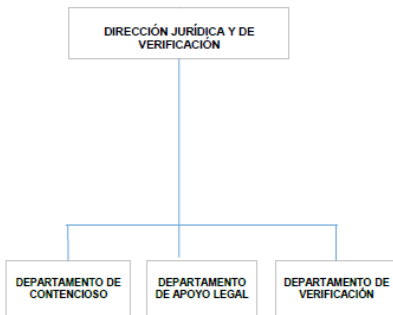 DIRECCIÓN JURÍDICA Y DE
VERIFICACIÓN
DEPARTAMENTO DE
CONTENCIOSO
DEPARTAMENTO
DE APOYO LEGAL
DEPARTAMENTO DE
VERIFICACIÓN